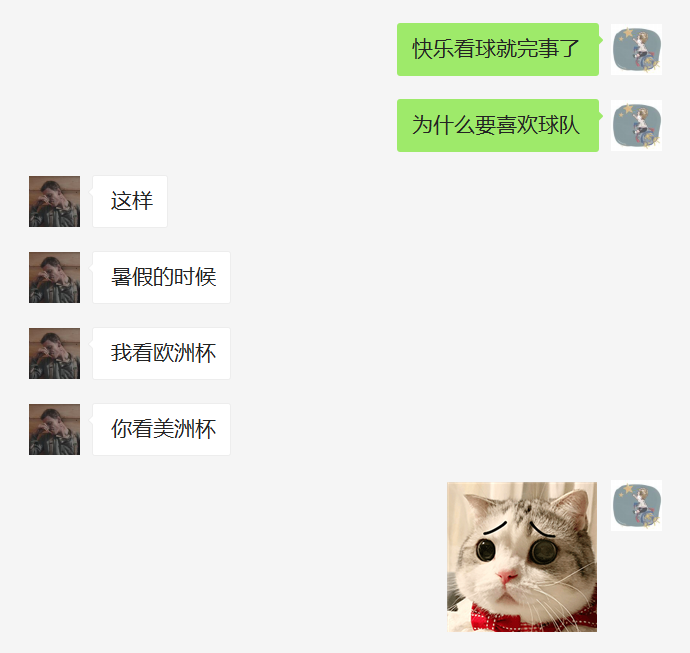 快乐看球就完事了
为什么要喜欢球队
这样
暑假的时候
我看欧洲杯
你看美洲杯